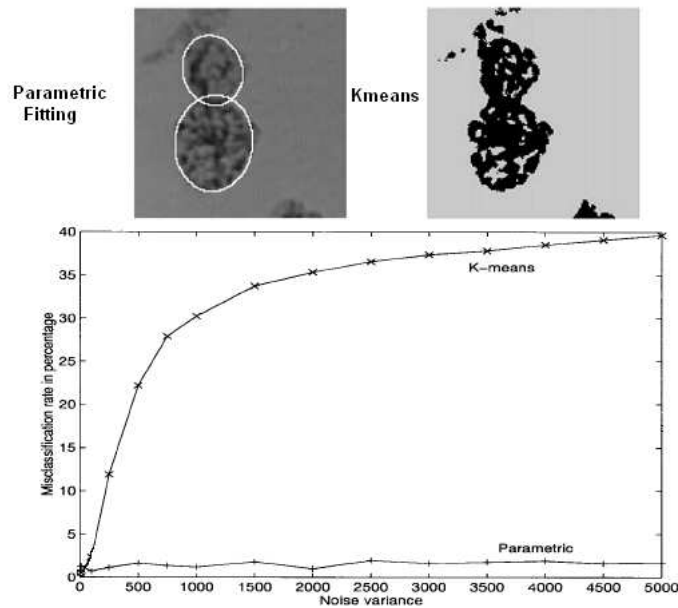 Parametric
Fitting
Kmeans
40
35
30
25
20
15
10
5
0
Misclassification rate in percentage
K-means
Parametric
0 500 1000 1500 2000 2500 3000 3500 4000 4500 5000
Noise variance